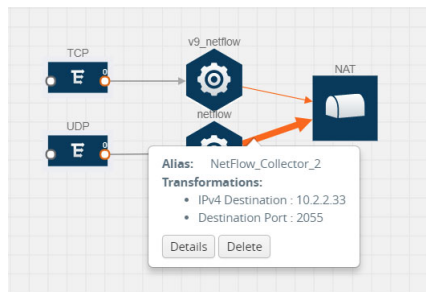 TCP
v9_netflow
NAT
UDP
netflow
Alias: NetFlow_Collector_2
Transformations:
• IPv4 Destination : 10.2.2.33
• Destination Port : 2055
Details Delete